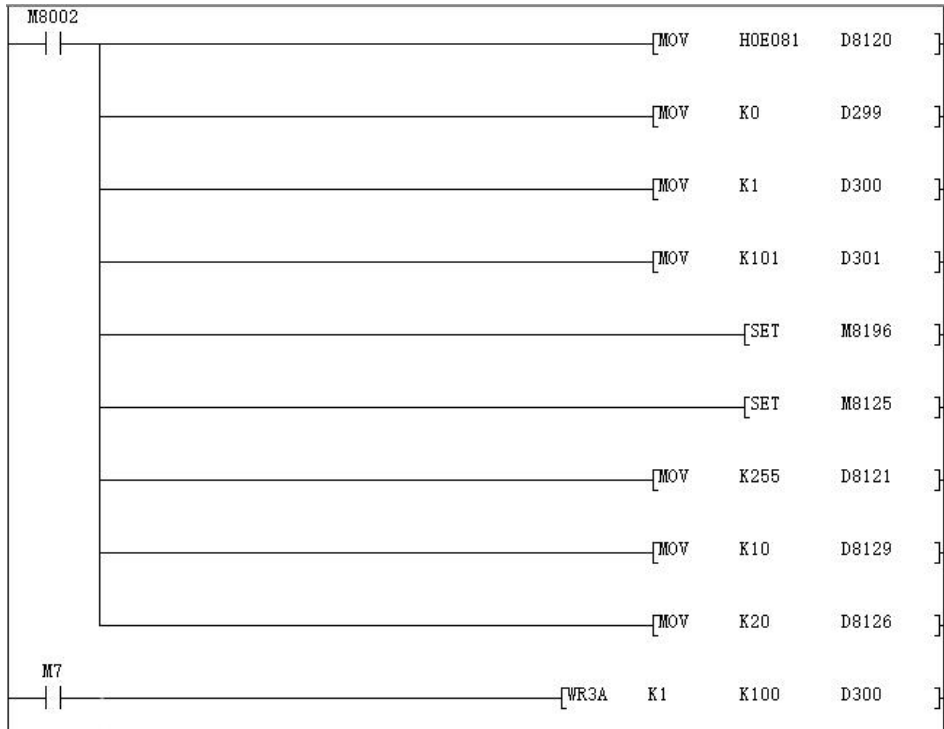 M8002
MOV H0E081 D8120
MOV K0 D299
MOV K1 D300
MOV K101 D301
SET M8196
SET M8125
MOV K255 D8121
MOV K10 D8129
MOV K20 D8126
M7
WR3A K1 K100 D300